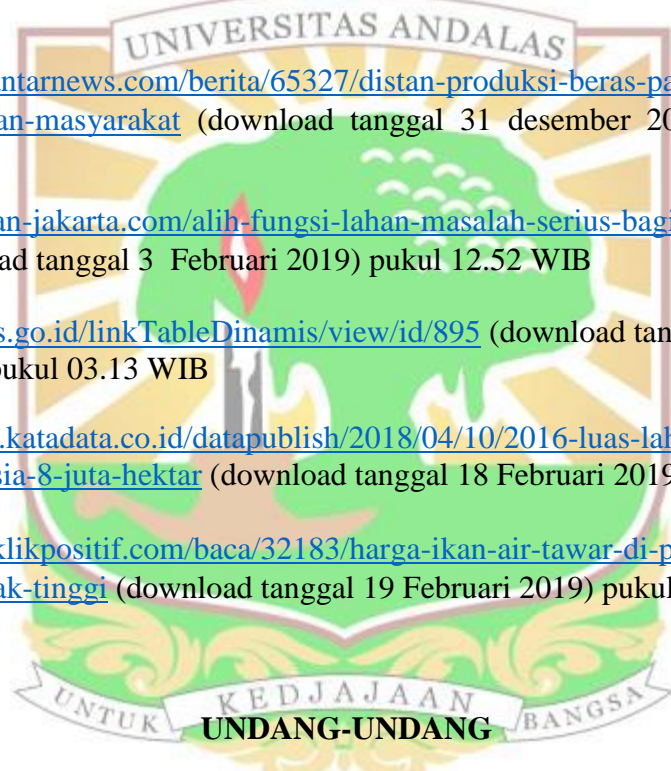 UNIVERSITAS ANDALAS
ntarnews.com/berita/65327/distan-produksi-beras-pa
an-masyarakat (download tanggal 31 desember 20
an-jakarta.com/alih-fungsi-lahan-masalah-serius-bagi
ad tanggal 3 Februari 2019) pukul 12.52 WIB
s.go.id/linkTableDinamis/view/id/895 (download tan
pukul 03.13 WIB
.katadata.co.id/datapublish/2018/04/10/2016-luas-lah
sia-8-juta-hektar (download tanggal 18 Februari 2019
klikpositif.com/baca/32183/harga-ikan-air-tawar-di-p
ak-tinggi (download tanggal 19 Februari 2019) pukul
UNTUK KEDJAJAAN BANGSA
UNDANG-UNDANG